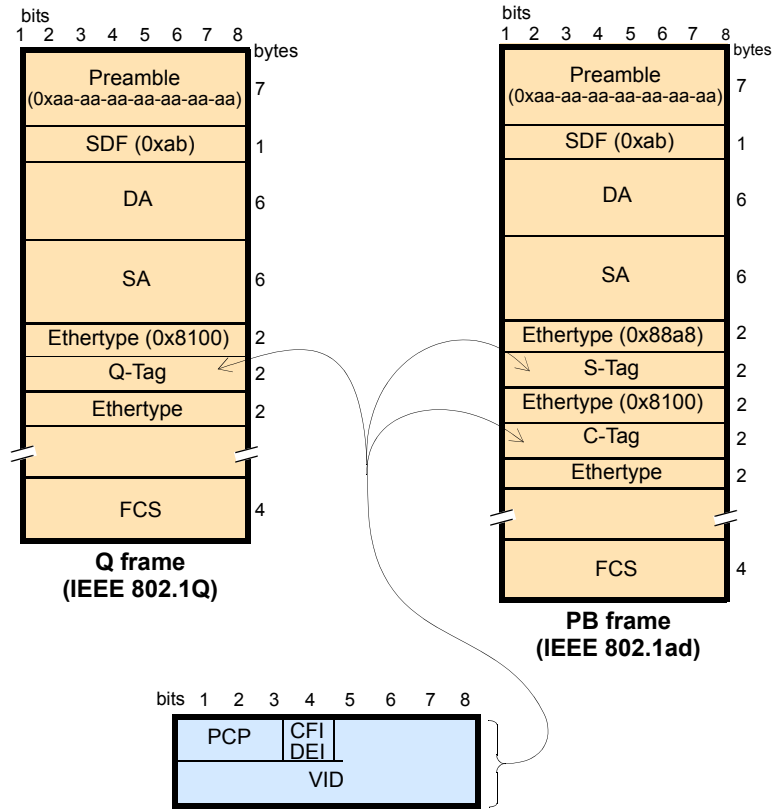 bits
1 2 3 4 5 6 7 8
bytes
Preamble
(0xaa-aa-aa-aa-aa-aa-aa)
7
SDF (0xab)
1
DA
6
SA
6
Ethertype (0x8100)
2
Q-Tag
2
Ethertype
2
FCS
4
Q frame
(IEEE 802.1Q)
bits
1 2 3 4 5 6 7 8
bytes
Preamble
(0xaa-aa-aa-aa-aa-aa-aa)
7
SDF (0xab)
1
DA
6
SA
6
Ethertype (0x88a8)
2
S-Tag
2
Ethertype (0x8100)
2
C-Tag
2
Ethertype
2
FCS
4
PB frame
(IEEE 802.1ad)
bits 1 2 3 4 5 6 7 8
PCP
CFI
DEI
VID